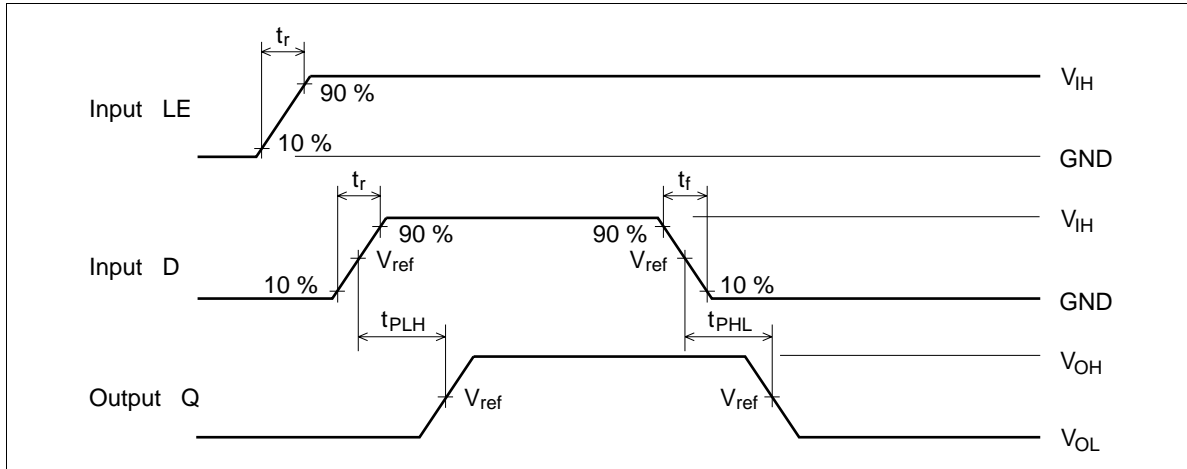 tr
90 %
VIH
Input LE
10 %
GND
tr
tf
VIH
90 %
90 %
Vref
Vref
Input D
10 %
10 %
GND
tPLH
tPHL
VOH
Output Q
Vref
Vref
VOL